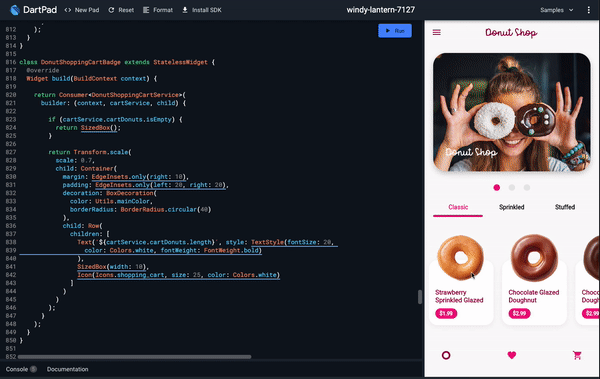 DartPad
New Pad
Reset
Format
Install SDK
windy-lantern-7127
Samples
Run
812 );
813 }
814 }
815
816 class DonutShoppingCartBadge extends StatelessWidget {
817 @override
818 Widget build(BuildContext context) {
819
820 return Consumer<DonutShoppingCartService>(
821 builder: (context, cartService, child) {
822
823 if (cartService.cartDonuts.isEmpty) {
824 return SizedBox();
825 }
826
827 return Transform.scale(
828 scale: 0.7,
829 child: Container(
830 margin: EdgeInsets.only(right: 10),
831 padding: EdgeInsets.only(left: 20, right: 20),
832 decoration: BoxDecoration(
833 color: Utils.mainColor,
834 borderRadius: BorderRadius.circular(40)
835 ),
836 child: Row(
837 children: [
838 Text('${cartService.cartDonuts.length}', style: TextStyle(fontSize: 20,
839 color: Colors.white, fontWeight: FontWeight.bold)
840 ),
841 SizedBox(width: 10),
842 Icon(Icons.shopping_cart, size: 25, color: Colors.white)
843 ]
844 )
845 )
846 );
847 }
848 );
849 }
850 }
851
852
Console
Documentation
Donut Shop
Donut Shop
Classic
Sprinkled
Stuffed
Strawberry
Sprinkled Glazed
$1.99
Chocolate Glazed
Doughnut
$2.99